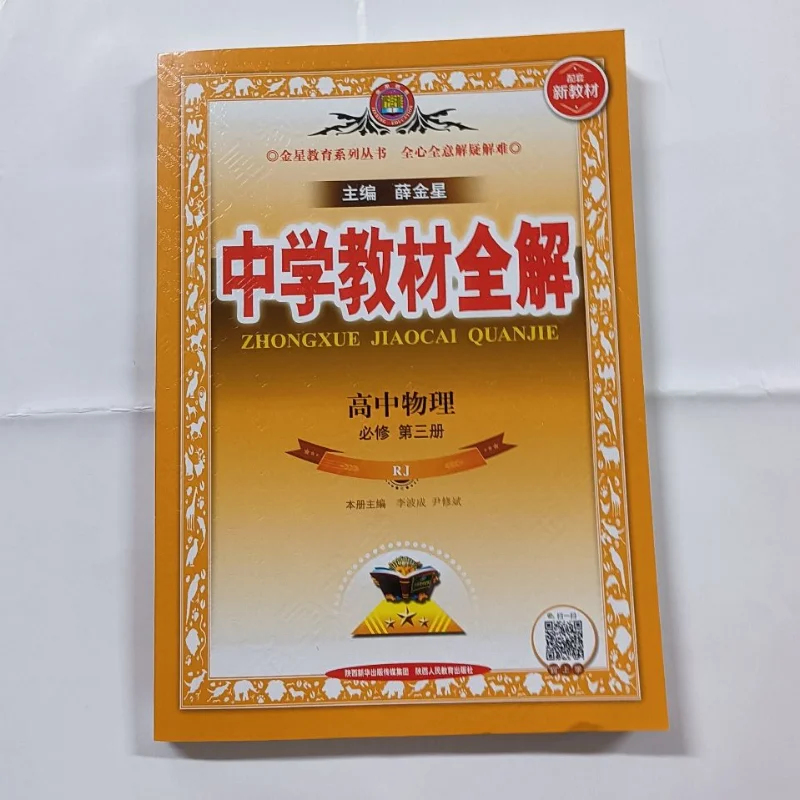 配套
新教材
◎金星教育系列丛书 全心全意解疑解难◎
主编 薛金星
中学教材全解
ZHONGXUE JIAOCAI QUANJIE
高中物理
必修 第三册
RJ
本册主编 李波成 尹修斌
扫一扫
陕西新华出版传媒集团 陕西人民教育出版社